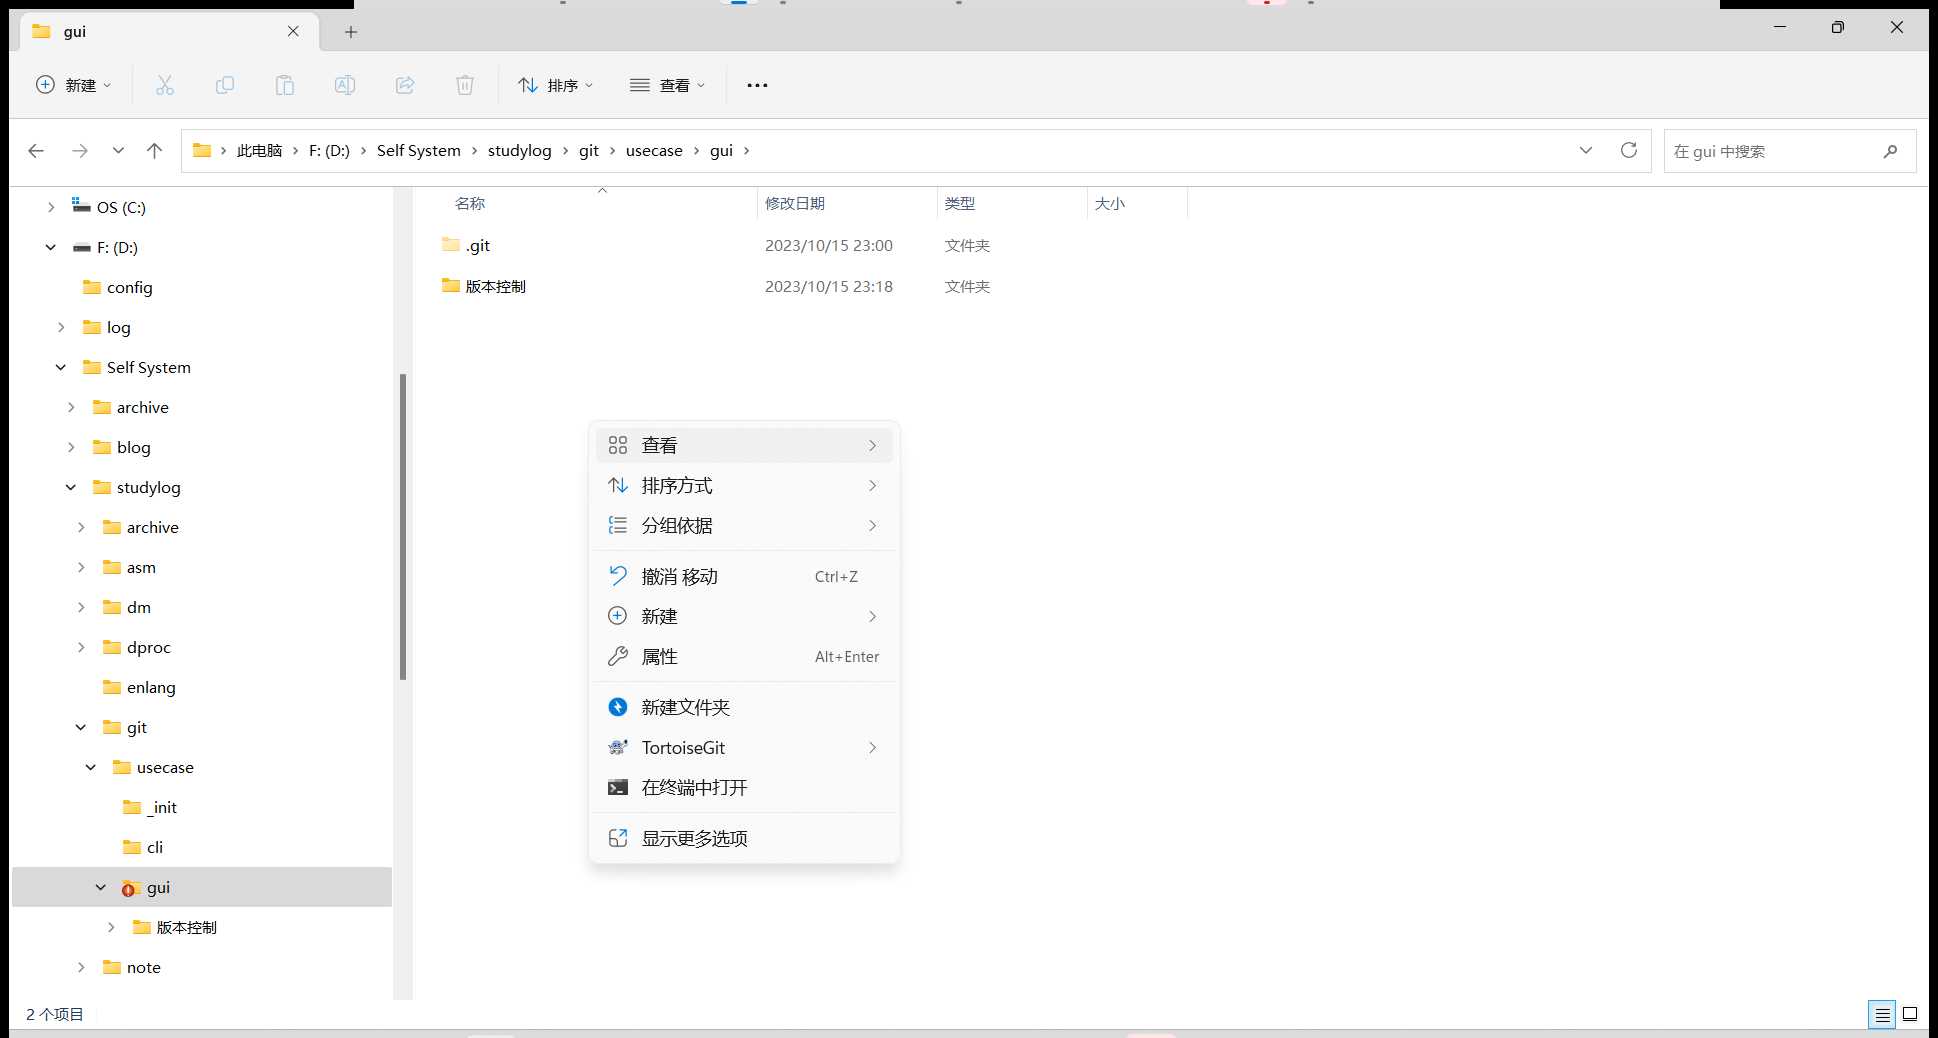 gui
新建
排序
查看
此电脑 F: (D:) Self System studylog git usecase gui
在 gui 中搜索
OS (C:)
F: (D:)
config
log
Self System
archive
blog
studylog
archive
asm
dm
dproc
enlang
git
usecase
_init
cli
gui
版本控制
note
名称 修改日期 类型 大小
.git 2023/10/15 23:00 文件夹
版本控制 2023/10/15 23:18 文件夹
查看
排序方式
分组依据
撤消 移动 Ctrl+Z
新建
属性 Alt+Enter
新建文件夹
TortoiseGit
在终端中打开
显示更多选项
2 个项目